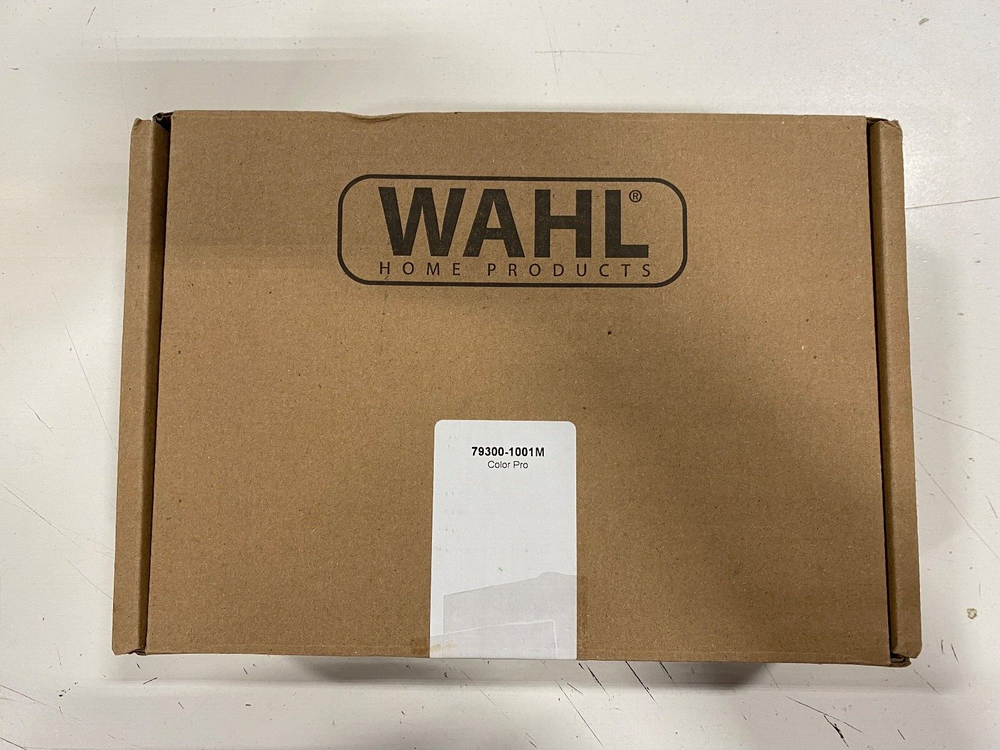 WAHL®
HOME PRODUCTS
79300-1001M
Color Pro